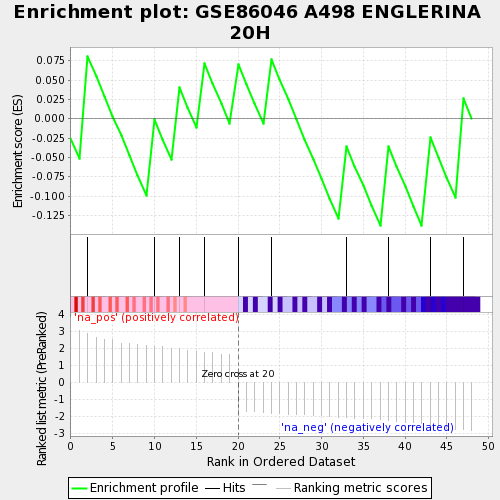 Enrichment plot: GSE86046 A498 ENGLERINA
20H
Enrichment score (ES)
0.075
0.050
0.025
0.000
-0.025
-0.050
-0.075
-0.100
-0.125
'na_pos' (positively correlated)
Zero cross at 20
'na_neg' (negatively correlated)
Ranked list metric (PreRanked)
4
3
2
1
0
-1
-2
-3
0 5 10 15 20 25 30 35 40 45 50
Rank in Ordered Dataset
Enrichment profile Hits Ranking metric scores